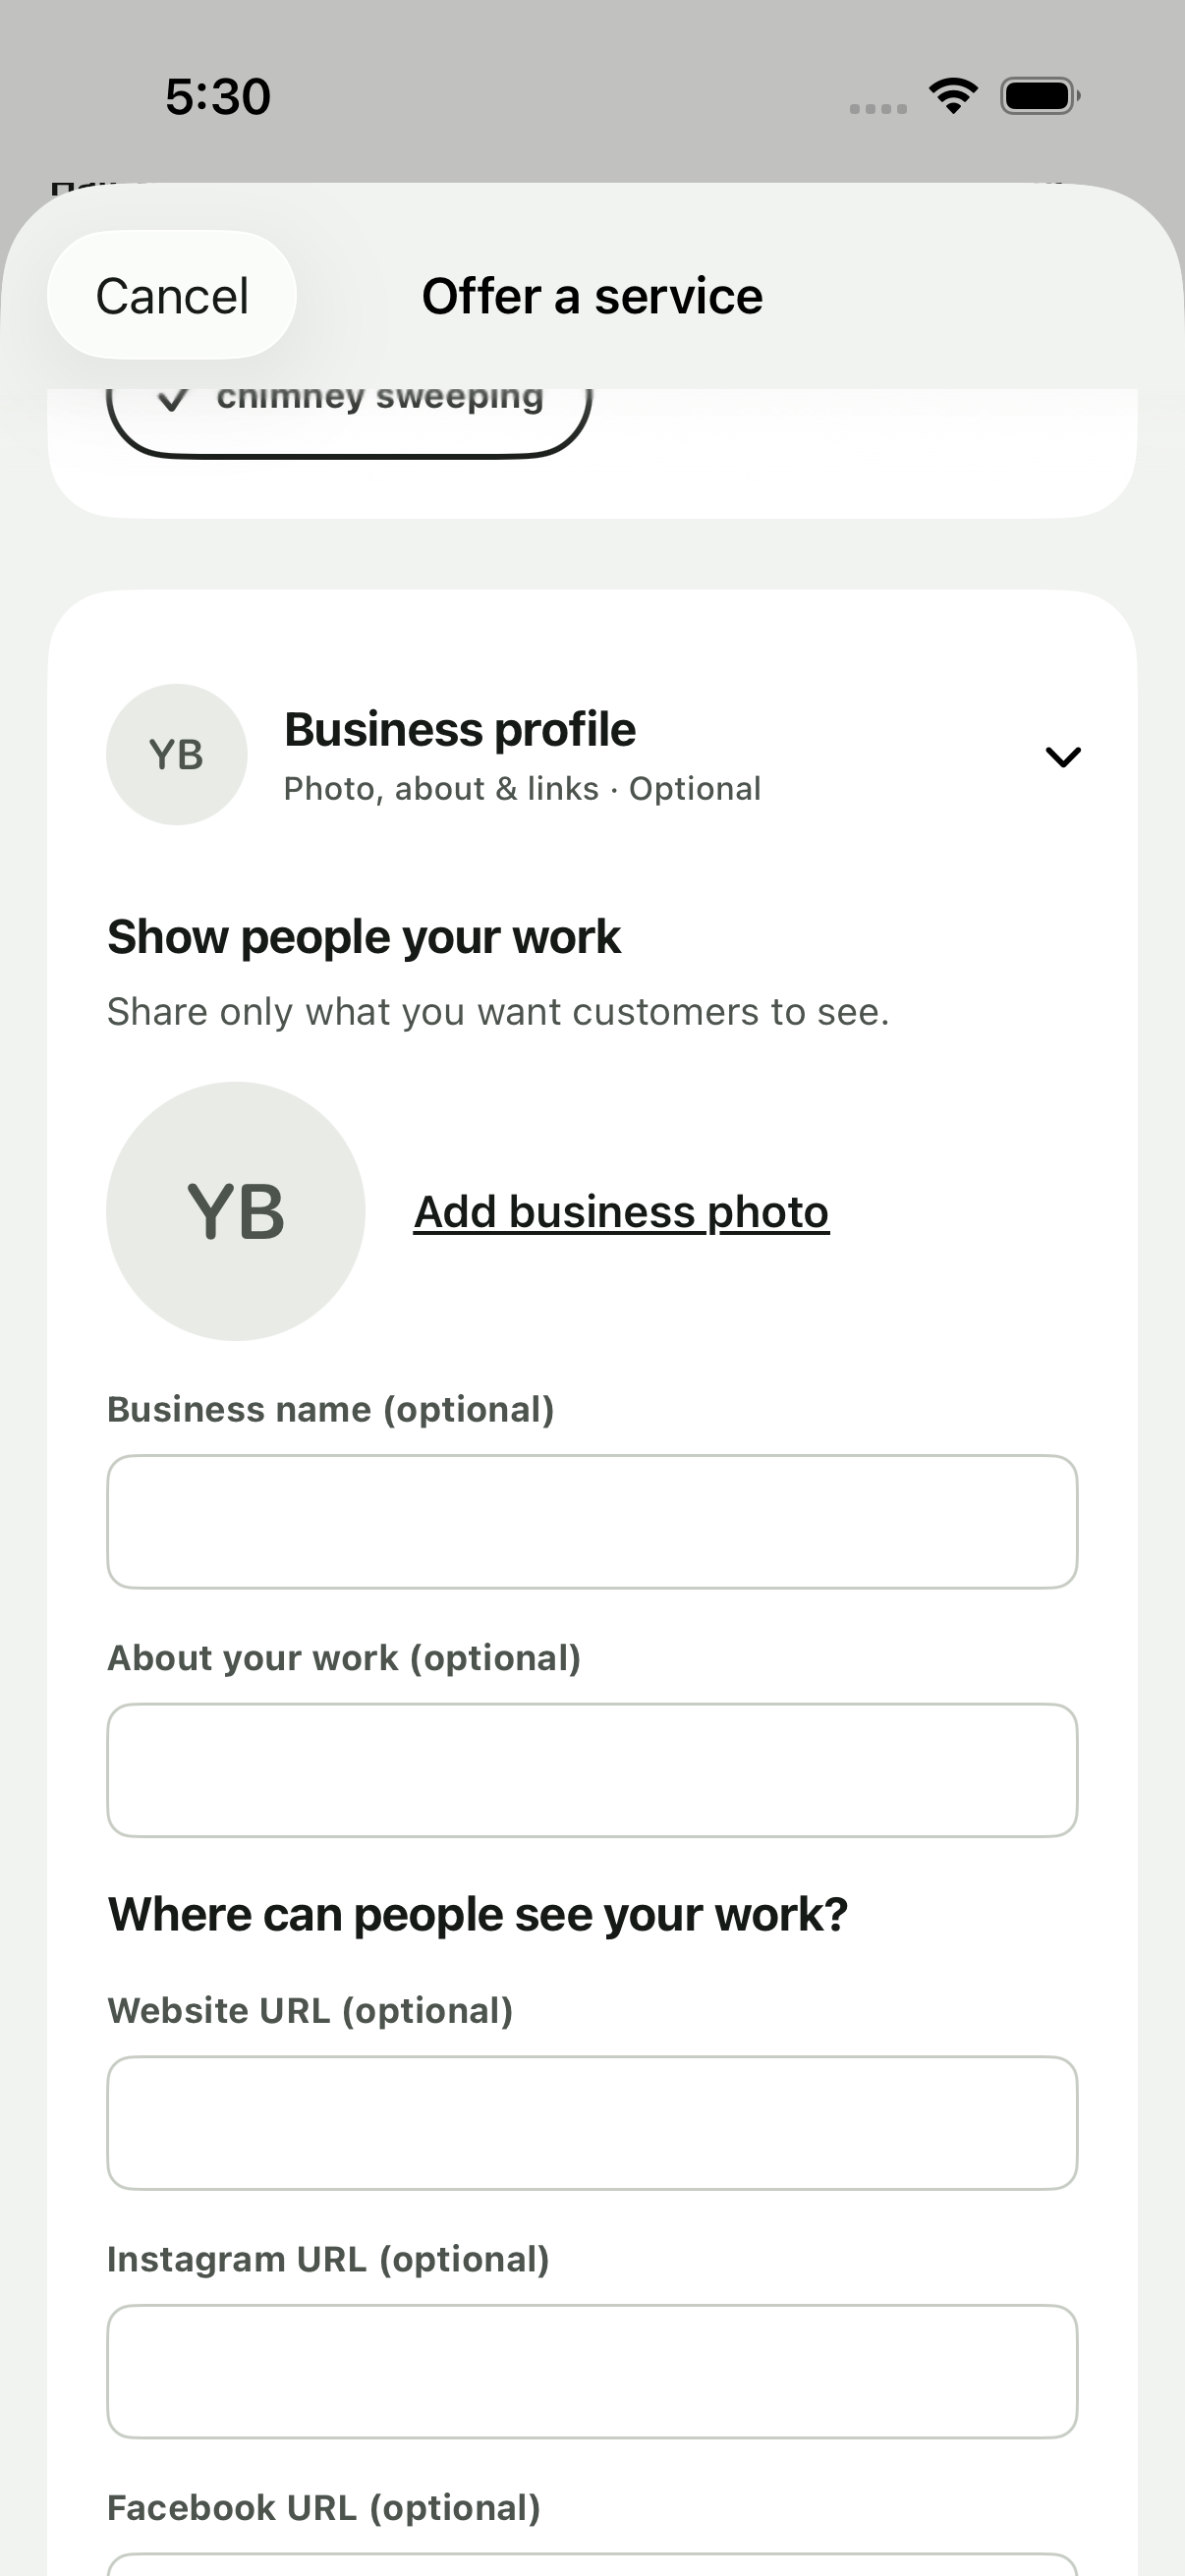 5:30
Cancel
Offer a service
chimney sweeping
YB
Business profile
Photo, about & links · Optional
Show people your work
Share only what you want customers to see.
YB
Add business photo
Business name (optional)
About your work (optional)
Where can people see your work?
Website URL (optional)
Instagram URL (optional)
Facebook URL (optional)